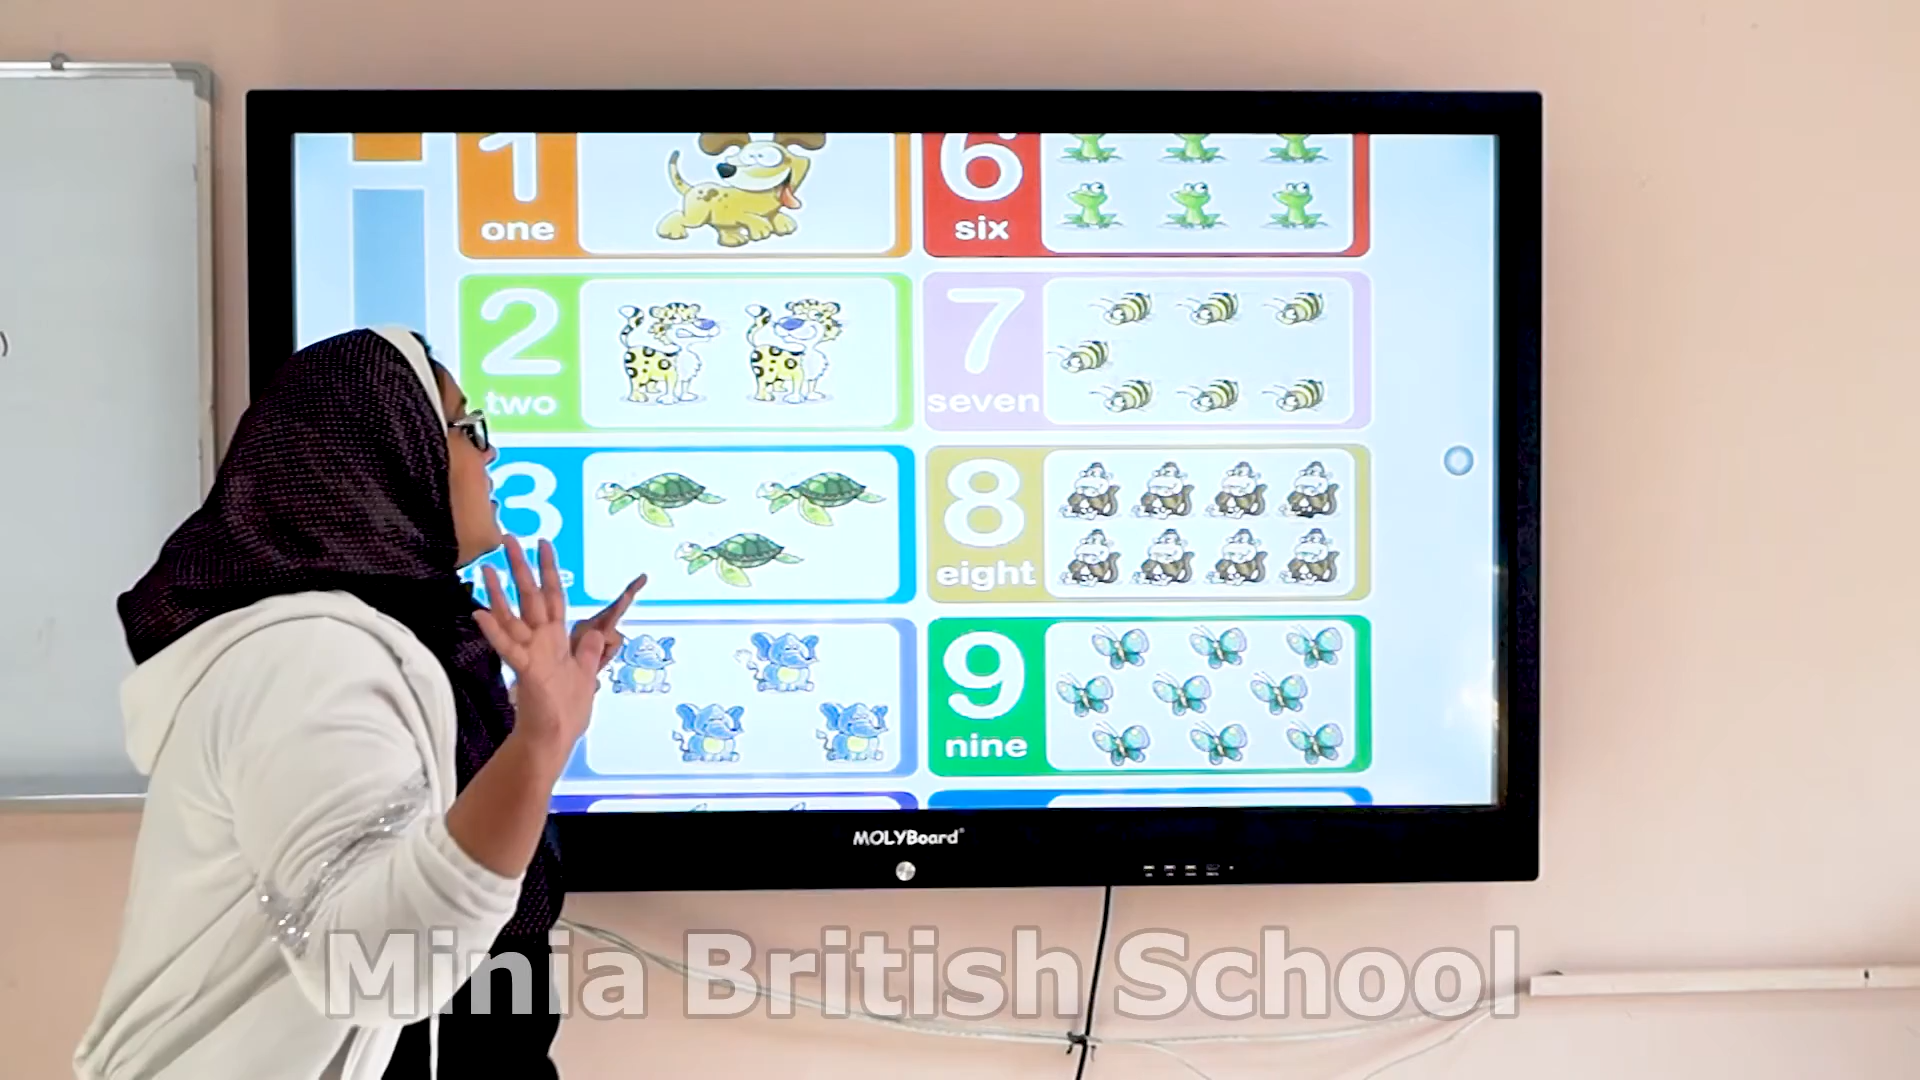 1
one
6
six
2
two
7
seven
3
8
eight
9
nine
MOLYBoard
Minia British School